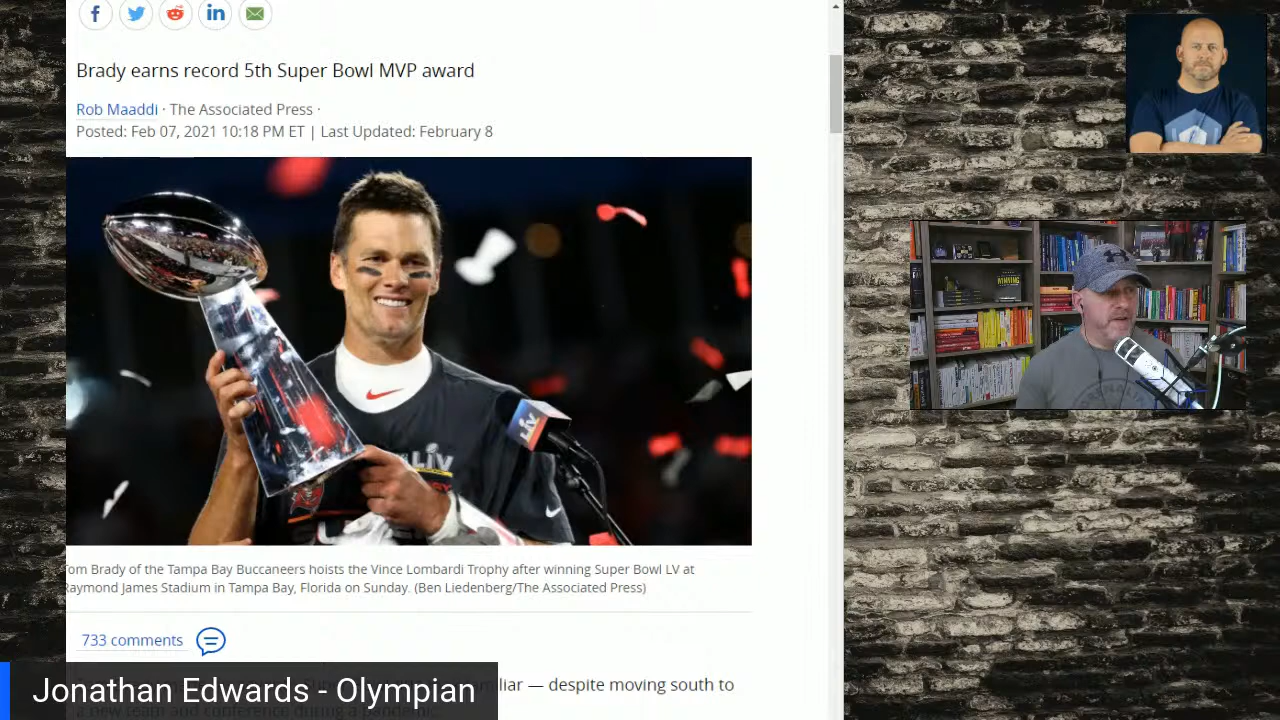 Brady earns record 5th Super Bowl MVP award
Rob Maaddi · The Associated Press ·
Posted: Feb 07, 2021 10:18 PM ET | Last Updated: February 8
LIV
om Brady of the Tampa Bay Buccaneers hoists the Vince Lombardi Trophy after winning Super Bowl LV at
Raymond James Stadium in Tampa Bay, Florida on Sunday. (Ben Liedenberg/The Associated Press)
733 comments
iliar — despite moving south to
Jonathan Edwards - Olympian